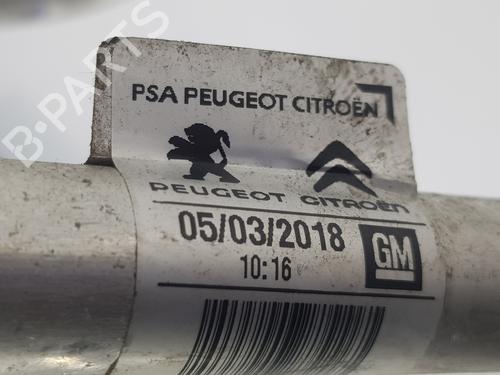 B-PARTS
PSA PEUGEOT CITROËN
PEUGEOT CITROËN
05/03/2018 GM
10:16